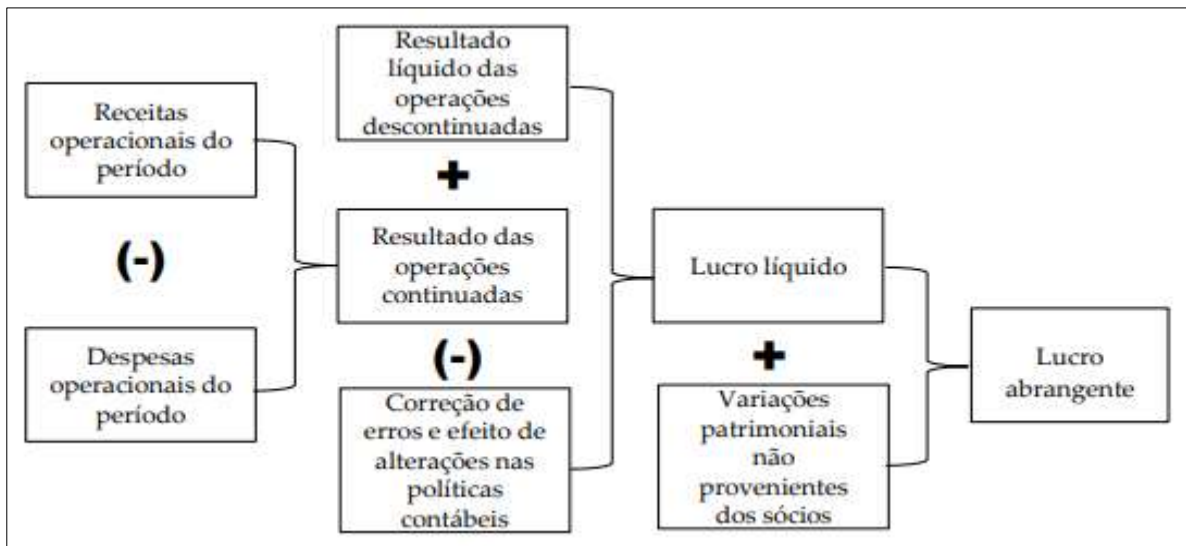 Receitas
operacionais do
período
(-)
Despesas
operacionais do
período
Resultado
líquido das
operações
descontinuadas
+
Resultado das
operações
continuadas
(-)
Correção de
erros e efeito de
alterações nas
políticas
contábeis
Lucro líquido
+
Variações
patrimoniais
não
provenientes
dos sócios
Lucro
abrangente